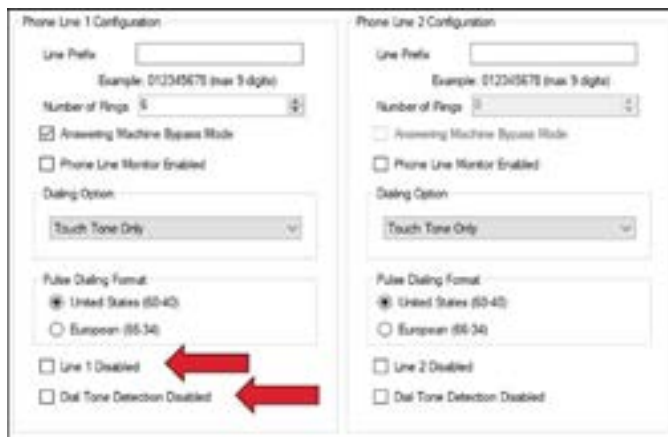 Phone Line 1 Configuration
Line Prefix
Example: 012345678 (max 9 digits)
Number of Rings 6
Answering Machine Bypass Mode
Phone Line Monitor Enabled
Dialing Option
Touch Tone Only
Pulse Dialing Format
United States (60-40)
European (66-34)
Line 1 Disabled
Dial Tone Detection Disabled
Phone Line 2 Configuration
Line Prefix
Example: 012345678 (max 9 digits)
Number of Rings 0
Answering Machine Bypass Mode
Phone Line Monitor Enabled
Dialing Option
Touch Tone Only
Pulse Dialing Format
United States (60-40)
European (66-34)
Line 2 Disabled
Dial Tone Detection Disabled